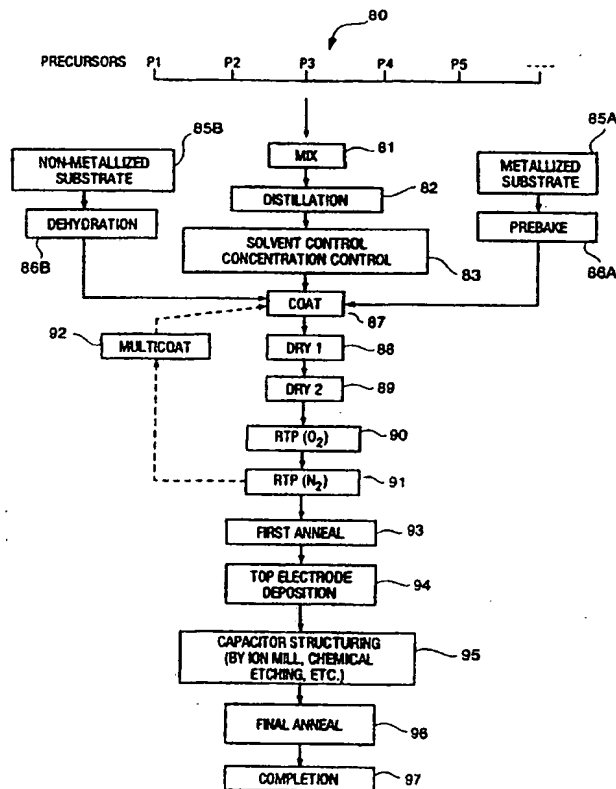 80
PRECURSORS P1 P2 P3 P4 P5
85B
85A
NON-METALLIZED
SUBSTRATE
MIX
81
METALLIZED
SUBSTRATE
DISTILLATION
82
DEHYDRATION
86B
PREBAKE
86A
SOLVENT CONTROL
CONCENTRATION CONTROL
83
COAT
87
92
MULTICOAT
DRY 1
88
DRY 2
89
RTP (O₂)
90
RTP (N₂)
91
FIRST ANNEAL
93
TOP ELECTRODE
DEPOSITION
94
CAPACITOR STRUCTURING
(BY ION MILL, CHEMICAL
ETCHING, ETC.)
95
FINAL ANNEAL
96
COMPLETION
97